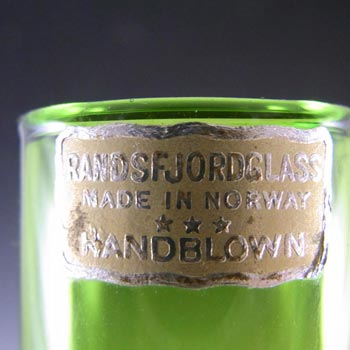 RANDSFJORDGLASS
MADE IN NORWAY
★★★
HANDBLOWN